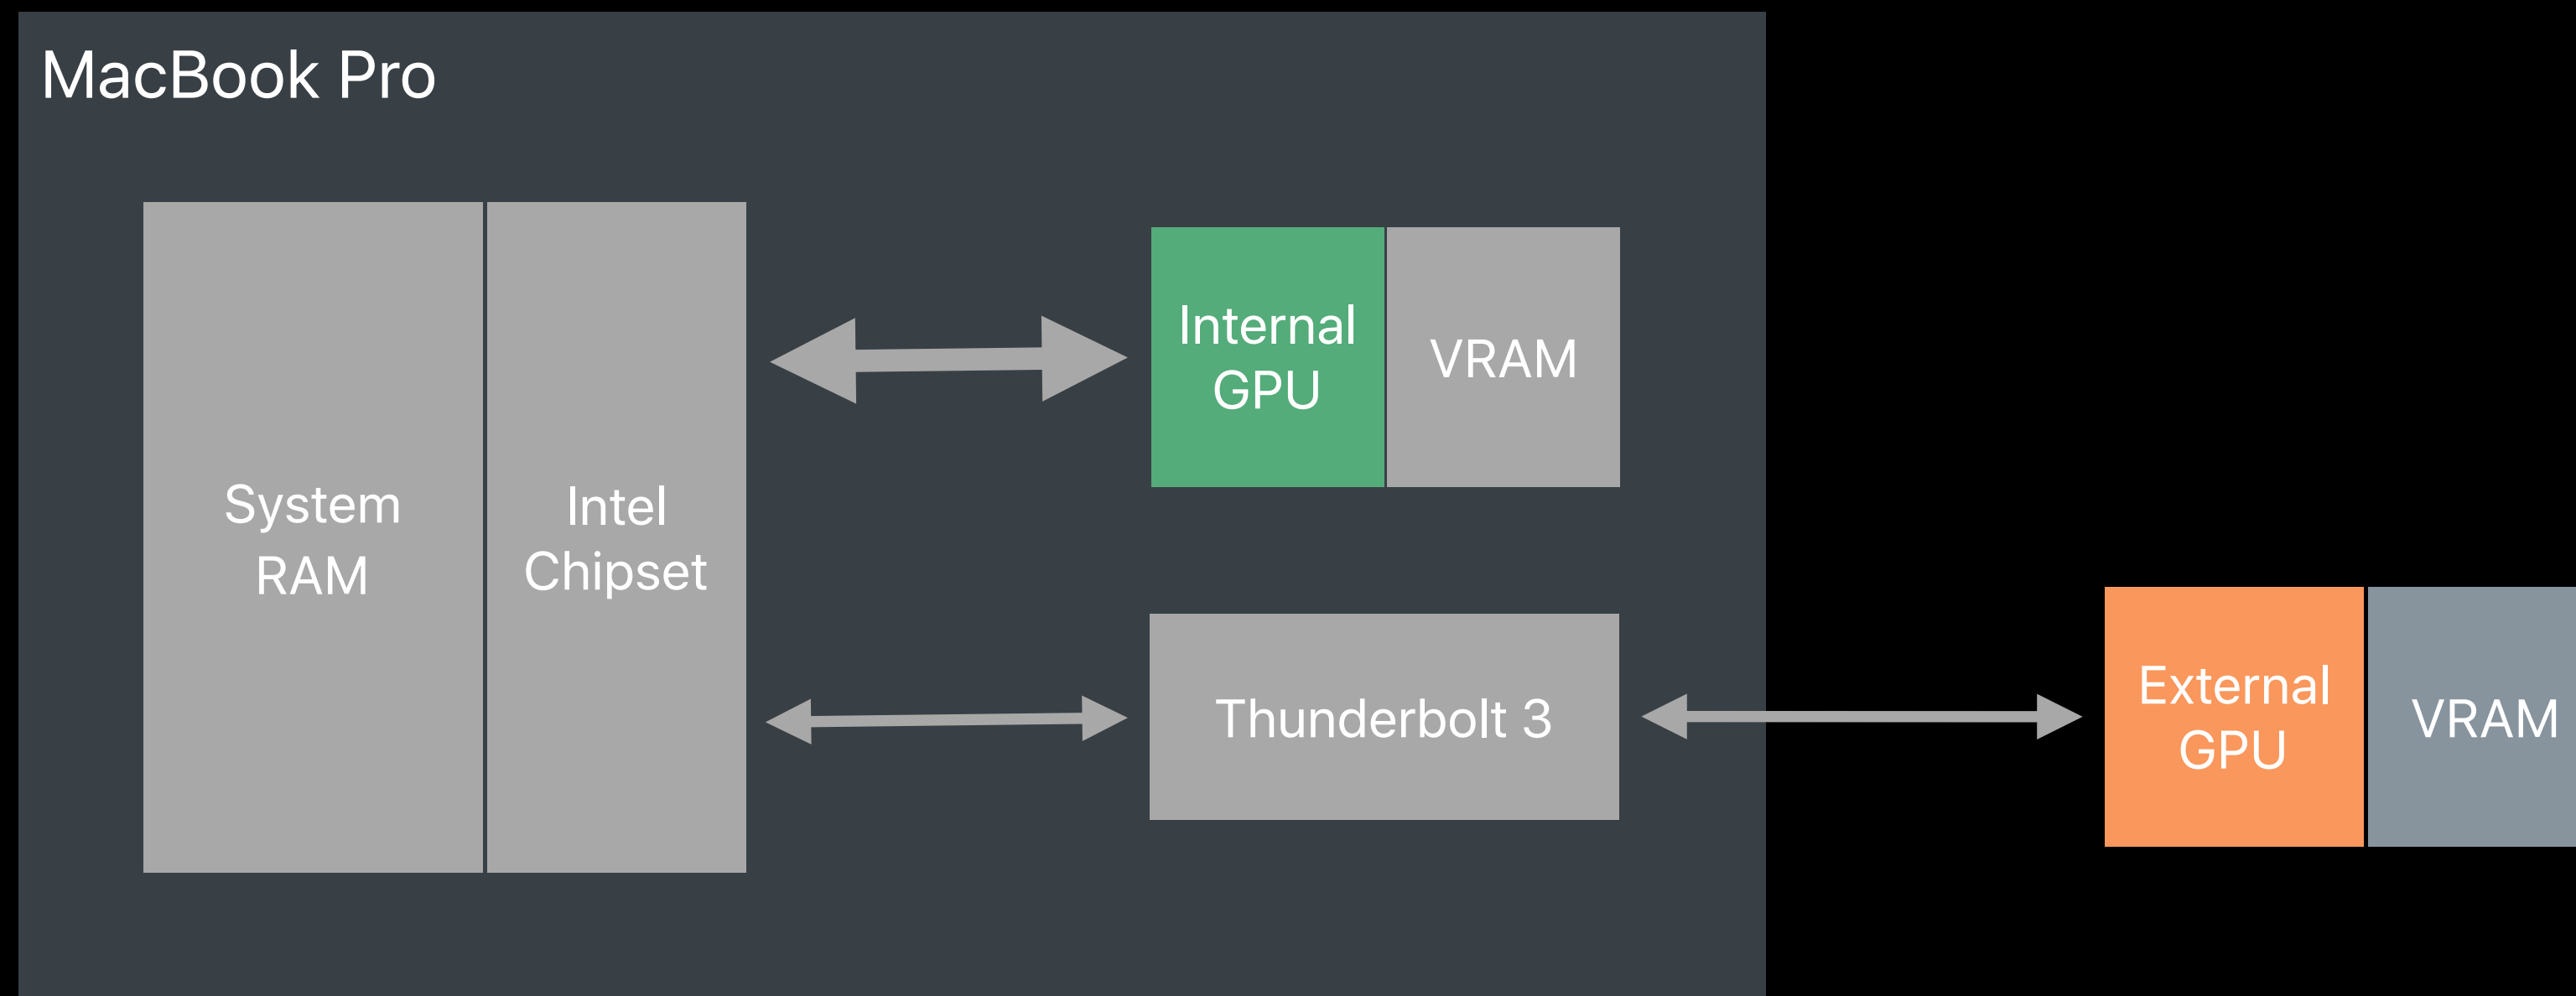 MacBook Pro
System
RAM
Intel
Chipset
Internal
GPU
VRAM
Thunderbolt 3
External
GPU
VRAM